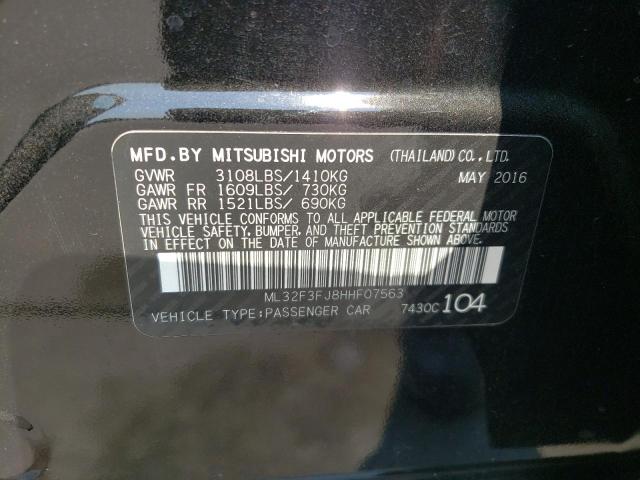 MFD.BY MITSUBISHI MOTORS (THAILAND)CO.,LTD.
GVWR 3108LBS/1410KG MAY 2016
GAWR FR 1609LBS/ 730KG
GAWR RR 1521LBS/ 690KG
THIS VEHICLE CONFORMS TO ALL APPLICABLE FEDERAL MOTOR
VEHICLE SAFETY, BUMPER, AND THEFT PREVENTION STANDARDS
IN EFFECT ON THE DATE OF MANUFACTURE SHOWN ABOVE.
ML32F3FJ8HHF07563
VEHICLE TYPE:PASSENGER CAR 7430C104